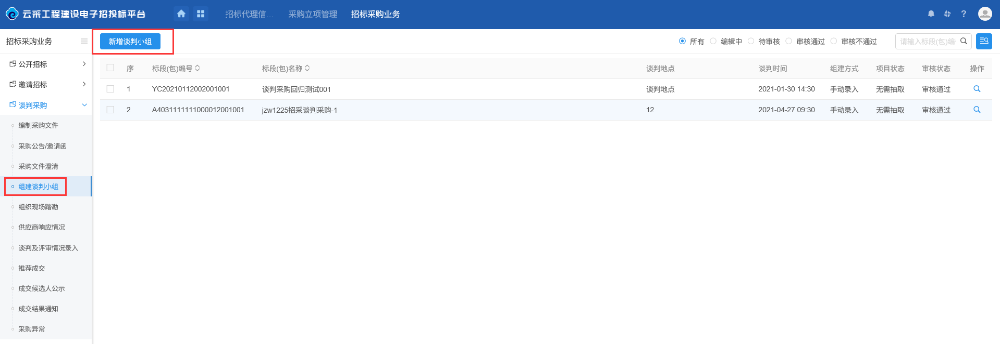 云采工程建设电子招投标平台
招标代理信... 采购立项管理 招标采购业务
招标采购业务
新增谈判小组
所有 编辑中 待审核 审核通过 审核不通过
请输入标段(包)编
公开招标
邀请招标
谈判采购
编制采购文件
采购公告/邀请函
采购文件澄清
组建谈判小组
组织现场踏勘
供应商响应情况
谈判及评审情况录入
推荐成交
成交候选人公示
成交结果通知
采购异常
序 标段(包)编号 标段(包)名称 谈判地点 谈判时间 组建方式 项目状态 审核状态 操作
1 YC20210112002001001 谈判采购回归测试001 谈判地点 2021-01-30 14:30 手动录入 无需抽取 审核通过
2 A4031111111000012001001 jzw1225招采谈判采购-1 12 2021-04-27 09:30 手动录入 无需抽取 审核通过